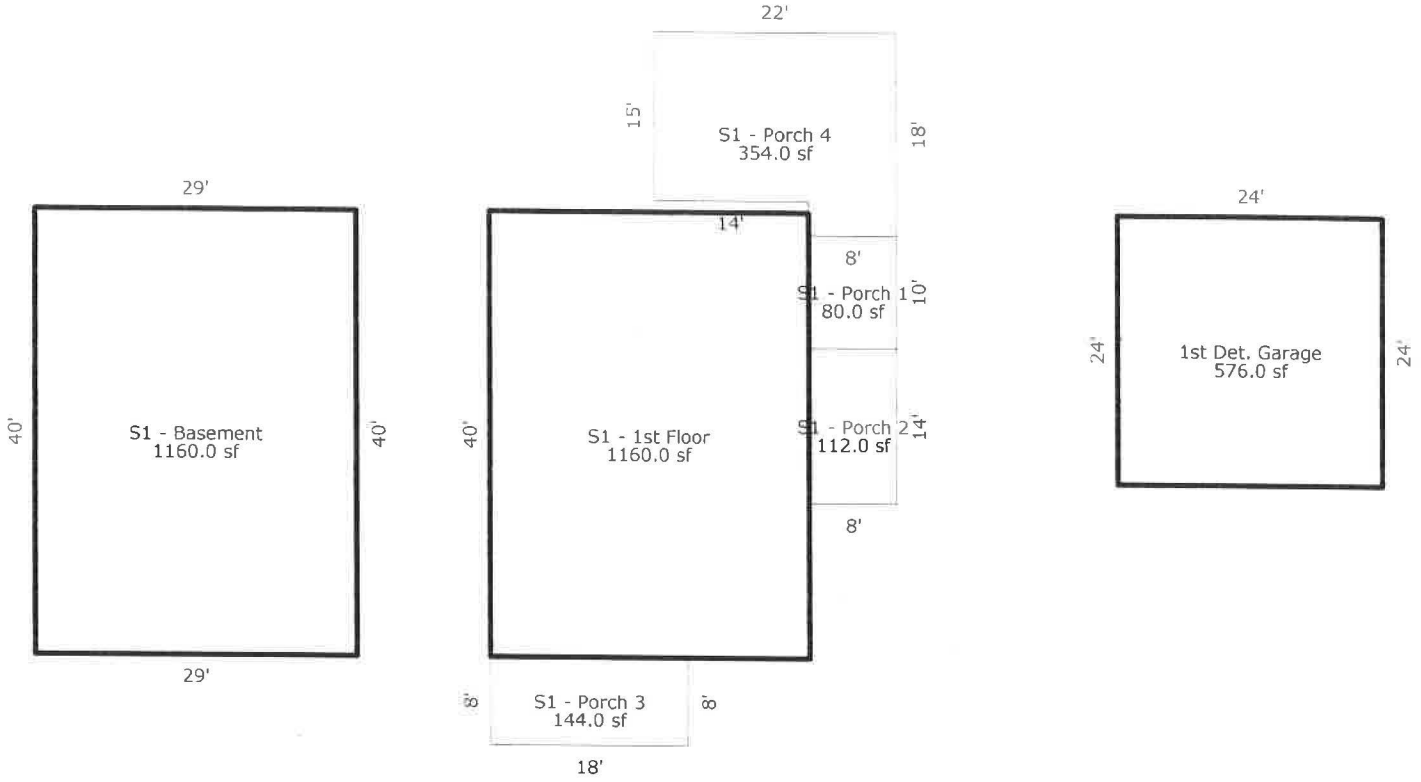 22'
15'
S1 - Porch 4
354.0 sf
18'
29'
14'
24'
8'
S1 - Porch 1
80.0 sf
10'
40'
S1 - Basement
1160.0 sf
40'
40'
S1 - 1st Floor
1160.0 sf
S1 - Porch 2
112.0 sf
14'
24'
1st Det. Garage
576.0 sf
24'
8'
29'
8'
S1 - Porch 3
144.0 sf
8'
18'